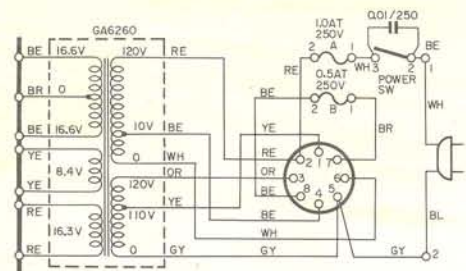 GA6260
1.0AT
250V
2 A 1
0.01/250
BE 16.6V 120V RE
WH 3 2 BE 1
POWER
SW
0.5AT
250V
2 B 1
BR 0
RE
BE
BR
WH
BE 16.6V 10V BE
YE
YE
0 WH
RE
2 1 7
8.4V
120V OR
OR
3 6
8 5
4
BE
YE
YE
110V
BE
BL
RE
16.3V
WH
RE 0 GY GY GY 2